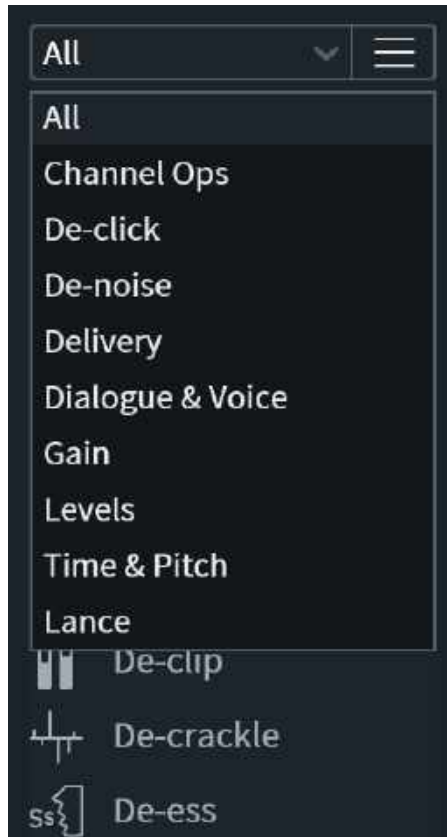 All
All
Channel Ops
De-click
De-noise
Delivery
Dialogue & Voice
Gain
Levels
Time & Pitch
Lance
De-clip
De-crackle
Ss De-ess